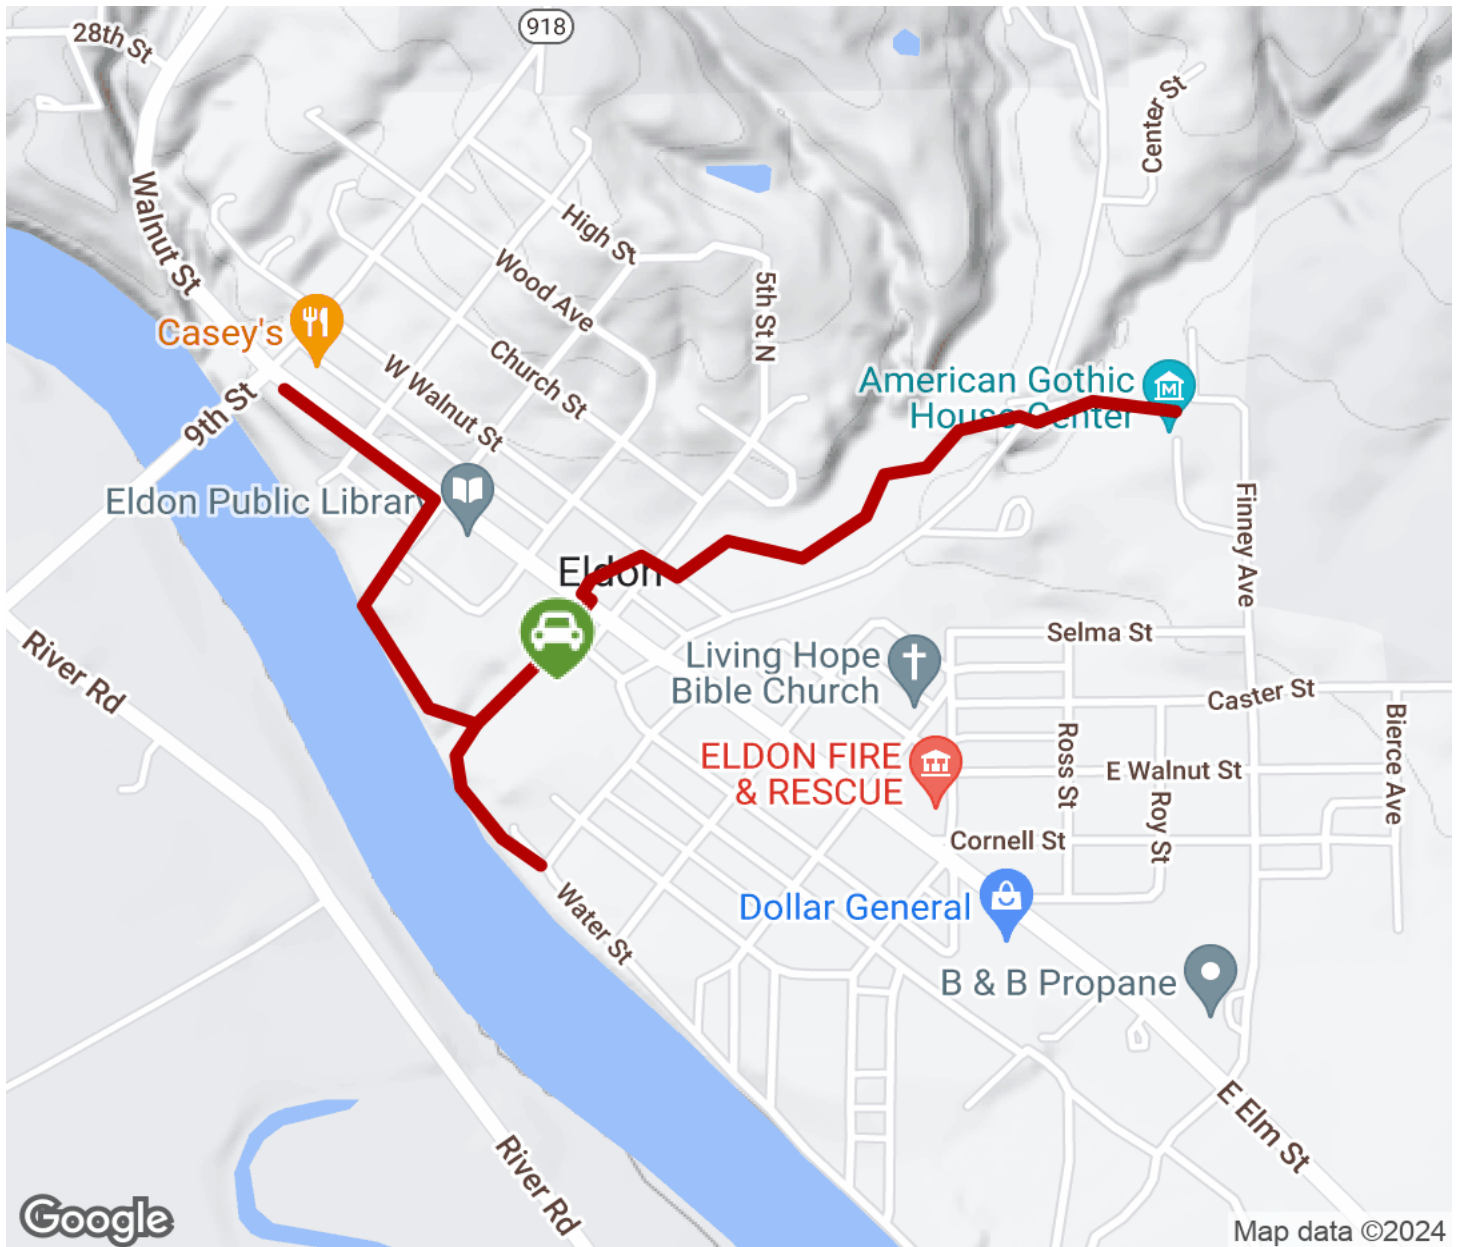 918
28th St
Center St
Walnut St
High St
Wood Ave
5th St N
Casey's
Church St
W Walnut St
American Gothic
House Center
9th St
Eldon Public Library
Finney Ave
Eldon
River Rd
Selma St
Living Hope
Bible Church
Caster St
Bierce Ave
Ross St
ELDON FIRE
& RESCUE
E Walnut St
Roy St
Cornell St
Water St
Dollar General
B & B Propane
E Elm St
River Rd
Google
Map data ©2024